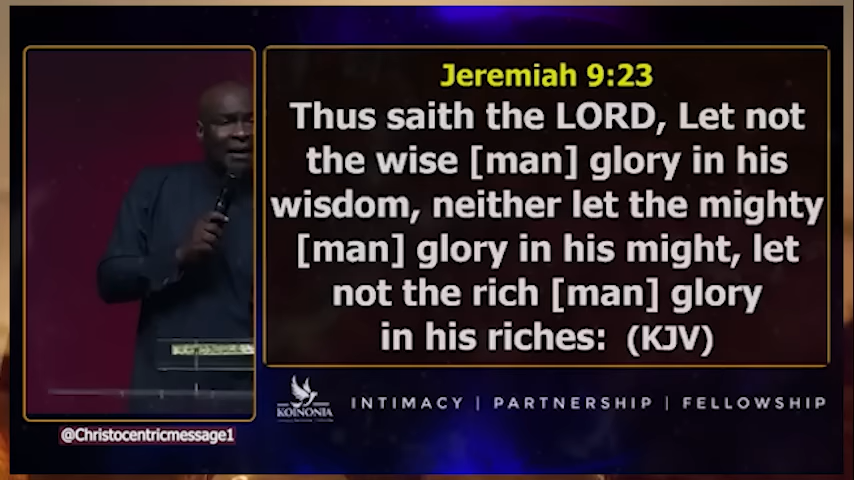 Jeremiah 9:23
Thus saith the LORD, Let not
the wise [man] glory in his
wisdom, neither let the mighty
[man] glory in his might, let
not the rich [man] glory
in his riches: (KJV)
KOINONIA
INTIMACY | PARTNERSHIP | FELLOWSHIP
@Christocentricmessage1